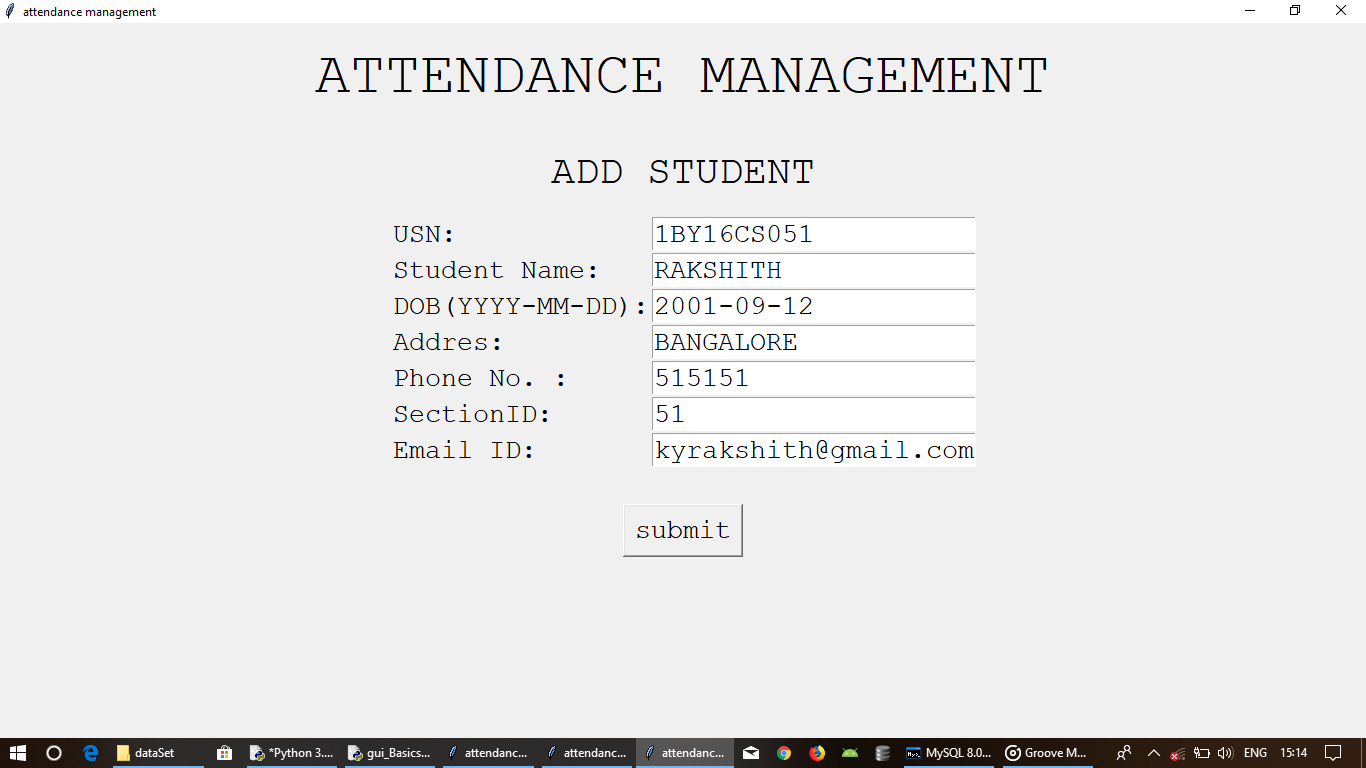 attendance management
ATTENDANCE MANAGEMENT
ADD STUDENT
USN: 1BY16CS051
Student Name: RAKSHITH
DOB(YYYY-MM-DD): 2001-09-12
Addres: BANGALORE
Phone No. : 515151
SectionID: 51
Email ID: kyrakshith@gmail.com
submit
dataSet *Python 3.... gui_Basics... attendanc... attendanc... attendanc... MySQL 8.0... Groove M... ENG 15:14